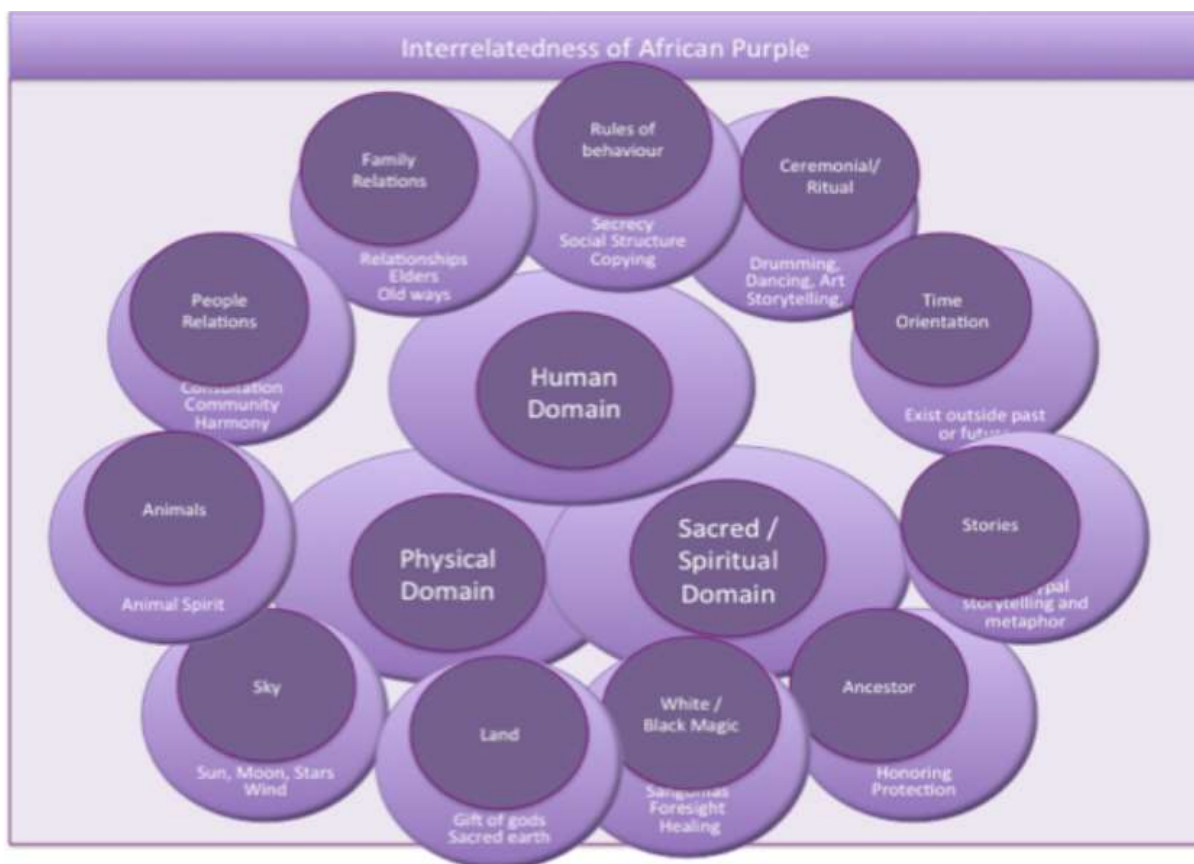 Interrelatedness of African Purple
Rules of
behaviour
Secrecy
Social Structure
Copying
Family
Relations
Relationships
Elders
Old ways
Ceremonial/
Ritual
Drumming,
Dancing, Art
Storytelling,
People
Relations
Community
Harmony
Time
Orientation
Exist outside past
or future
Human
Domain
Animals
Animal Spirit
Physical
Domain
Sacred /
Spiritual
Domain
Stories
storytelling and
metaphor
Sky
Sun, Moon, Stars
Wind
Land
Gift of gods
Sacred earth
White /
Black Magic
Foresight
Healing
Ancestor
Honoring
Protection